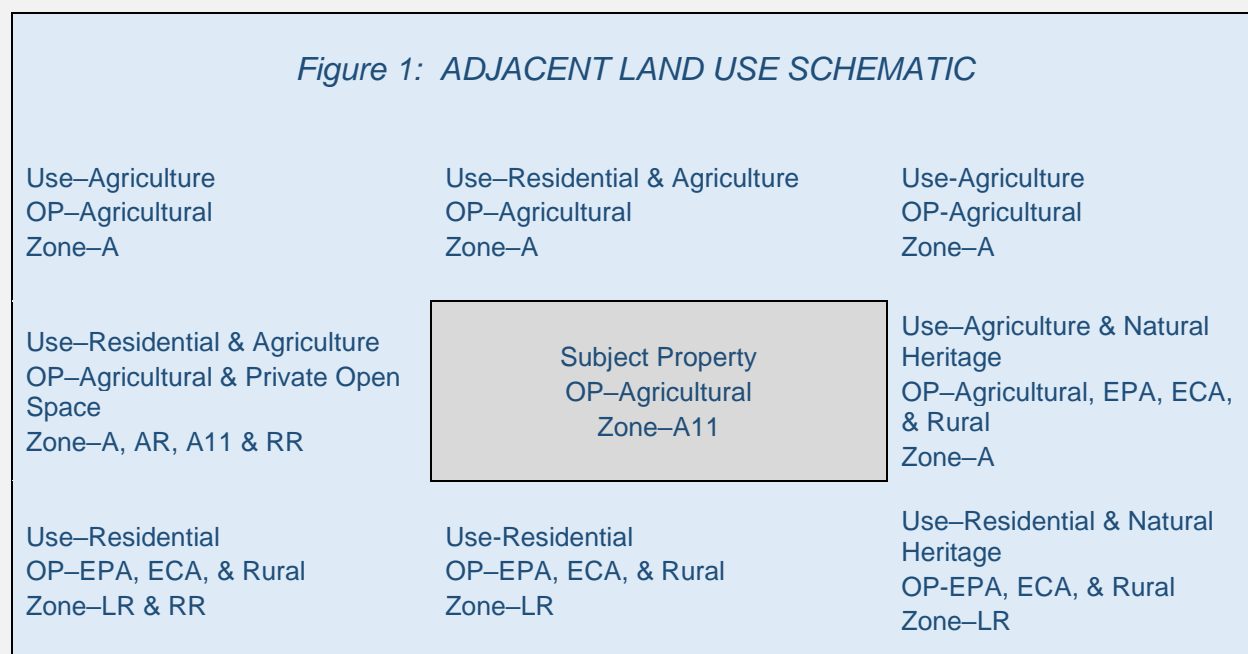 Figure 1: ADJACENT LAND USE SCHEMATIC
Use–Agriculture
OP–Agricultural
Zone–A
Use–Residential & Agriculture
OP–Agricultural
Zone–A
Use-Agriculture
OP-Agricultural
Zone–A
Use–Residential & Agriculture
OP–Agricultural & Private Open
Space
Zone–A, AR, A11 & RR
Subject Property
OP–Agricultural
Zone–A11
Use–Agriculture & Natural
Heritage
OP–Agricultural, EPA, ECA,
& Rural
Zone–A
Use–Residential
OP–EPA, ECA, & Rural
Zone–LR & RR
Use-Residential
OP–EPA, ECA, & Rural
Zone–LR
Use–Residential & Natural
Heritage
OP-EPA, ECA, & Rural
Zone–LR